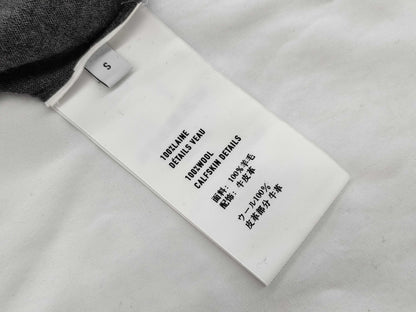 S
100%LAINE
DÉTAILS VEAU
100%WOOL
CALFSKIN DETAILS
面料: 100%羊毛
配饰: 牛皮革
ウール100%
皮革部分 牛革